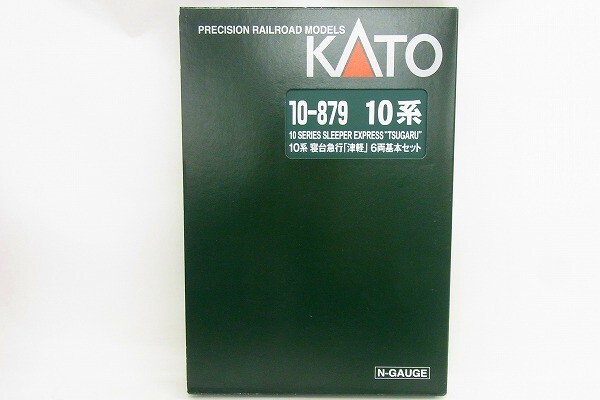 PRECISION RAILROAD MODELS
KATO
10-879 10系
10 SERIES SLEEPER EXPRESS "TSUGARU"
10系 寝台急行「津軽」6両基本セット
N-GAUGE